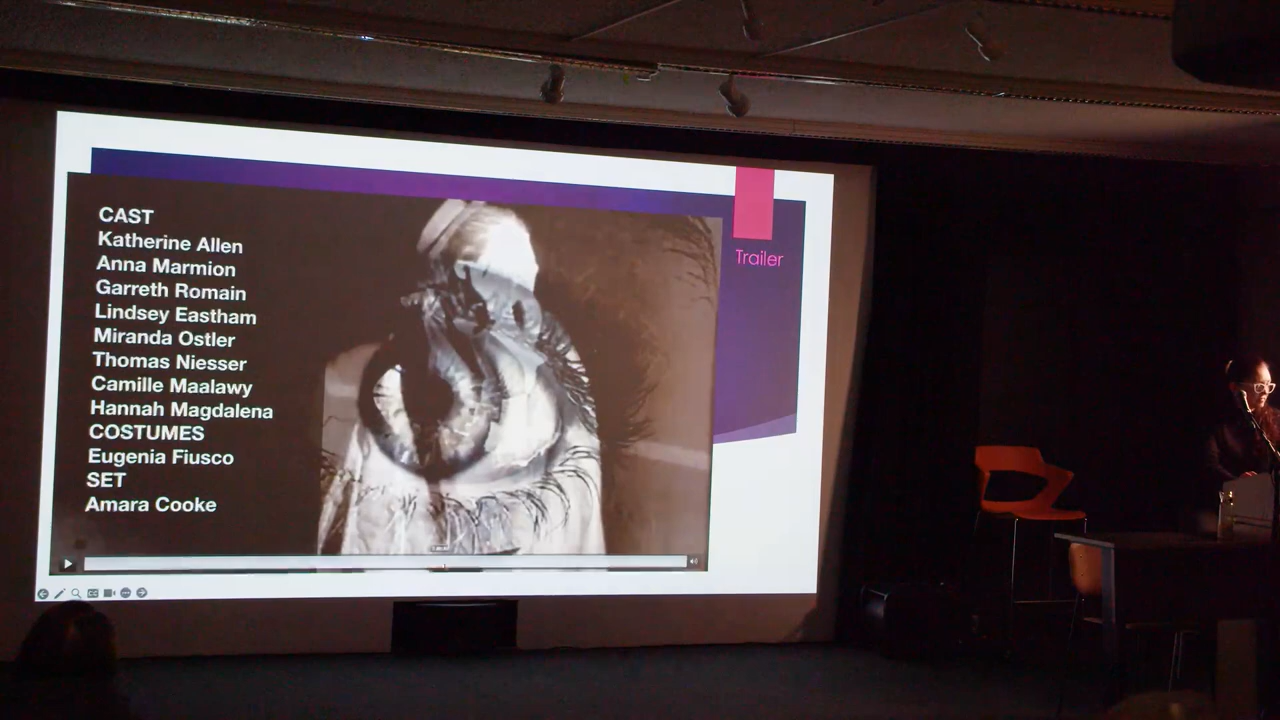 CAST
Katherine Allen
Anna Marmion
Garreth Romain
Lindsey Eastham
Miranda Ostler
Thomas Niesser
Camille Maalawy
Hannah Magdalena
COSTUMES
Eugenia Fiusco
SET
Amara Cooke
Trailer